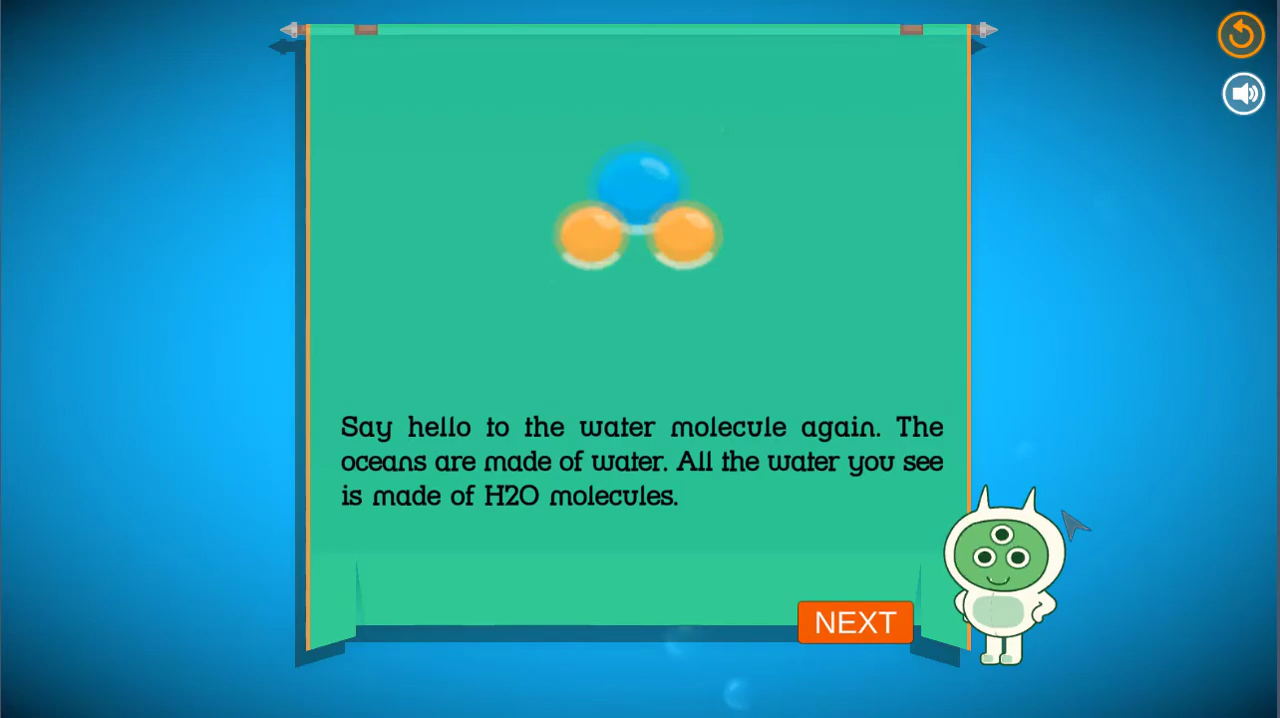 Say hello to the water molecule again. The
oceans are made of water. All the water you see
is made of H2O molecules.
NEXT